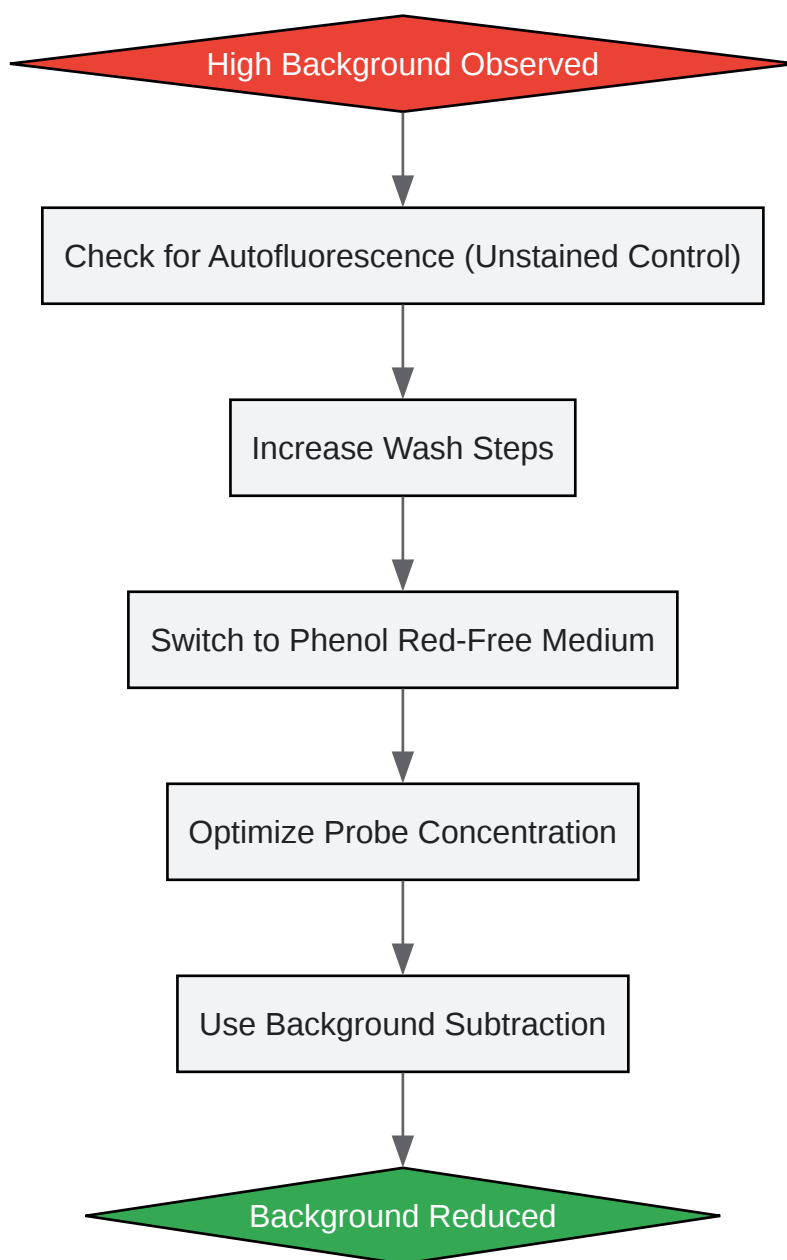 High Background Observed
Check for Autofluorescence (Unstained Control)
Increase Wash Steps
Switch to Phenol Red-Free Medium
Optimize Probe Concentration
Use Background Subtraction
Background Reduced